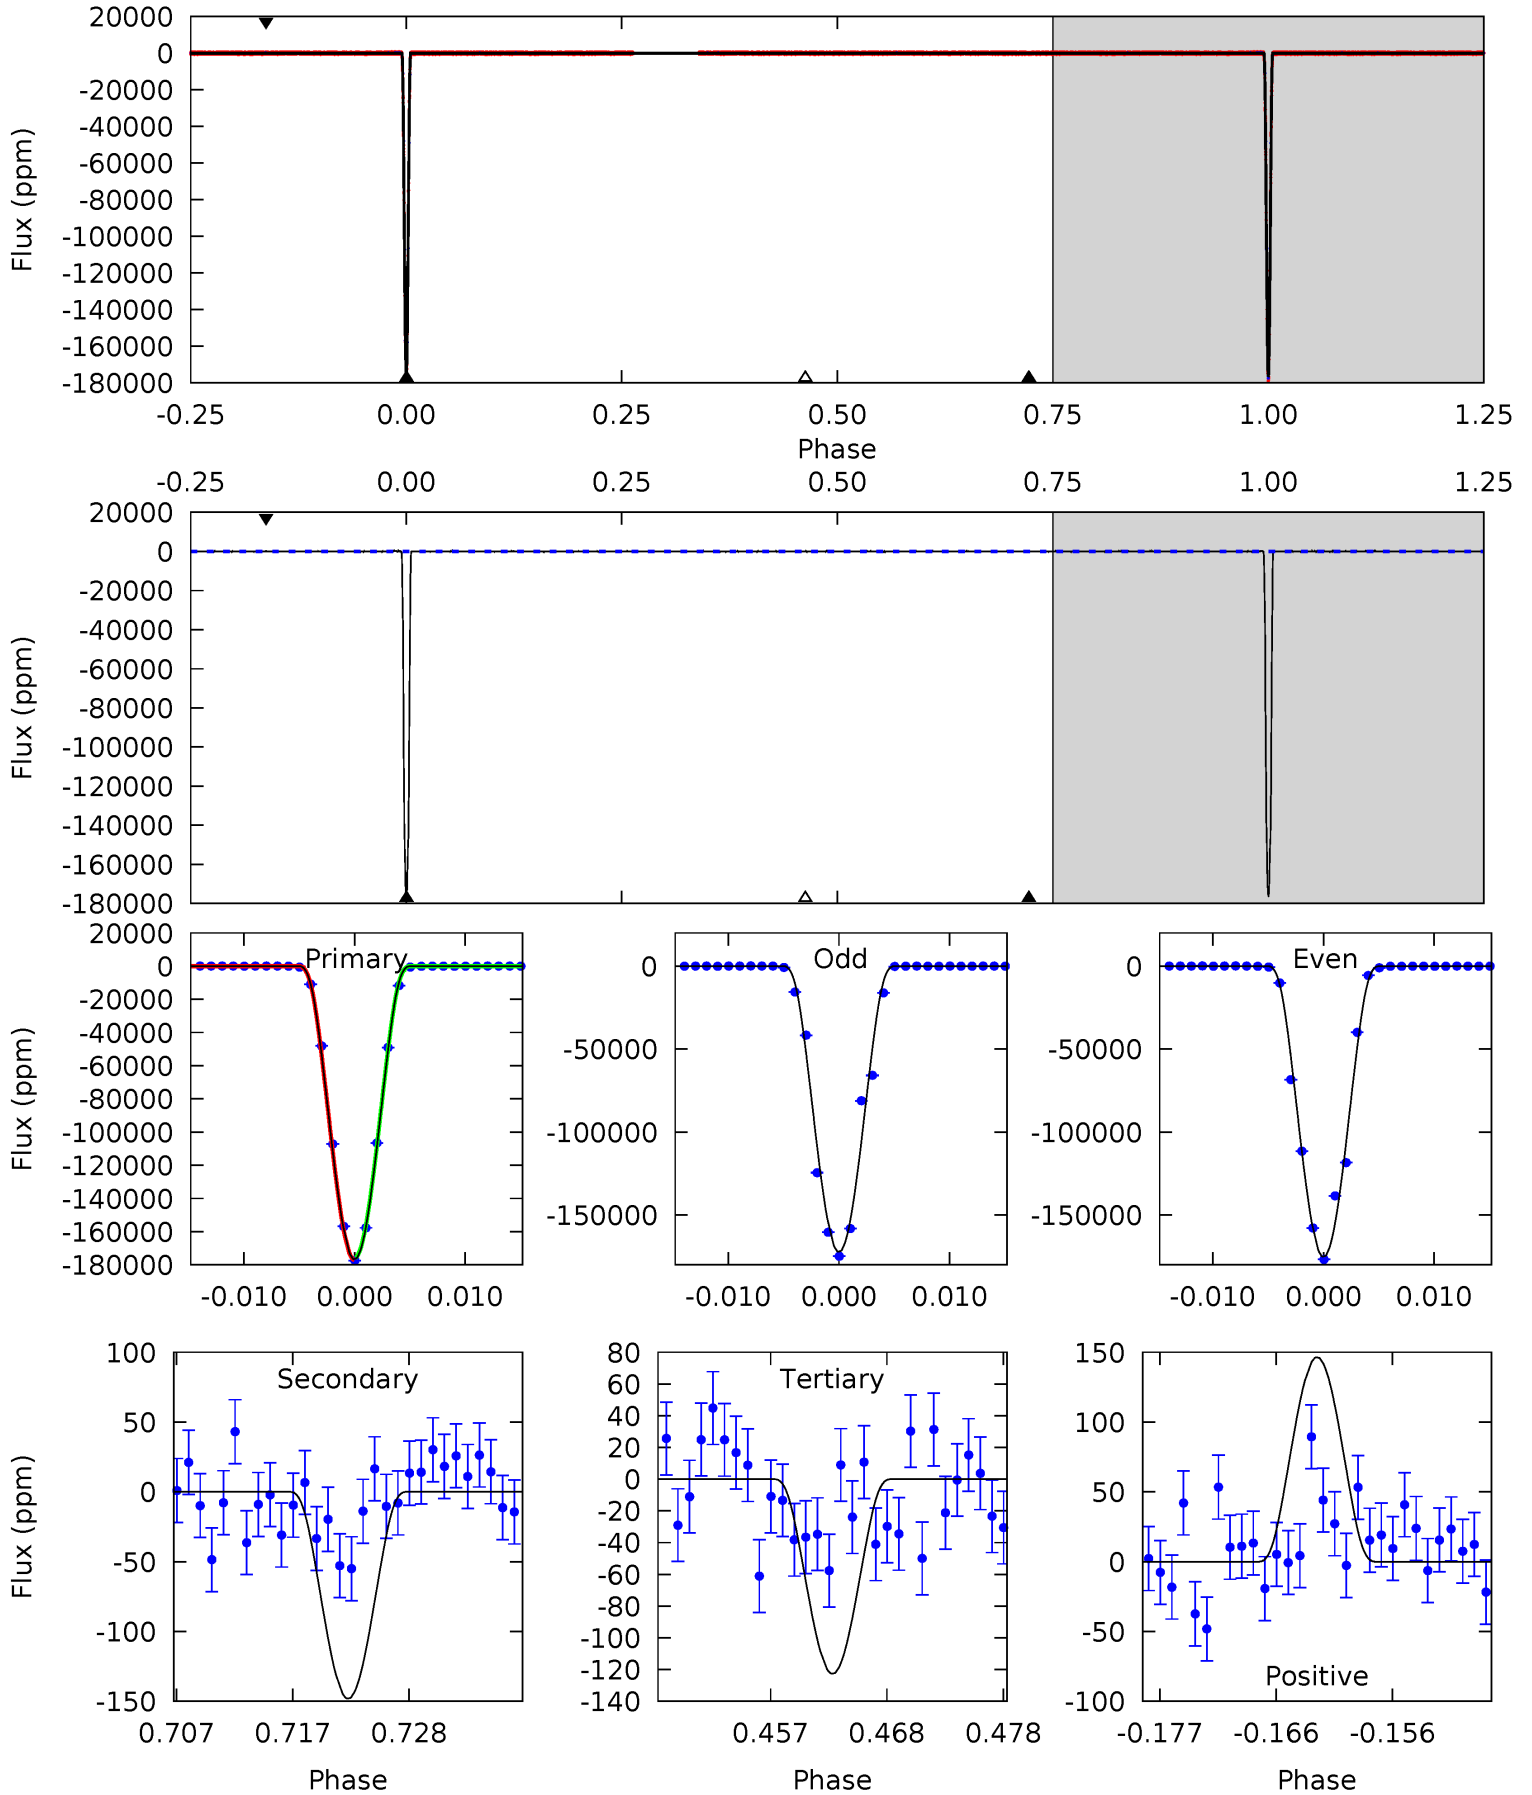 20000
0
-20000
-40000
-60000
-80000
-100000
-120000
-140000
-160000
-180000
Flux (ppm)
-0.25 0.00 0.25 0.50 0.75 1.00 1.25
Phase
-0.25 0.00 0.25 0.50 0.75 1.00 1.25
20000
0
-20000
-40000
-60000
-80000
-100000
-120000
-140000
-160000
-180000
Flux (ppm)
Primary
20000
0
-20000
-40000
-60000
-80000
-100000
-120000
-140000
-160000
-180000
Flux (ppm)
-0.010 0.000 0.010
Odd
0
-50000
-100000
-150000
-0.010 0.000 0.010
Even
0
-50000
-100000
-150000
-0.010 0.000 0.010
Secondary
100
50
0
-50
-100
-150
Flux (ppm)
0.707 0.717 0.728
Phase
Tertiary
80
60
40
20
0
-20
-40
-60
-80
-100
-120
-140
0.457 0.468 0.478
Phase
150
100
50
0
-50
-100
Positive
-0.177 -0.166 -0.156
Phase